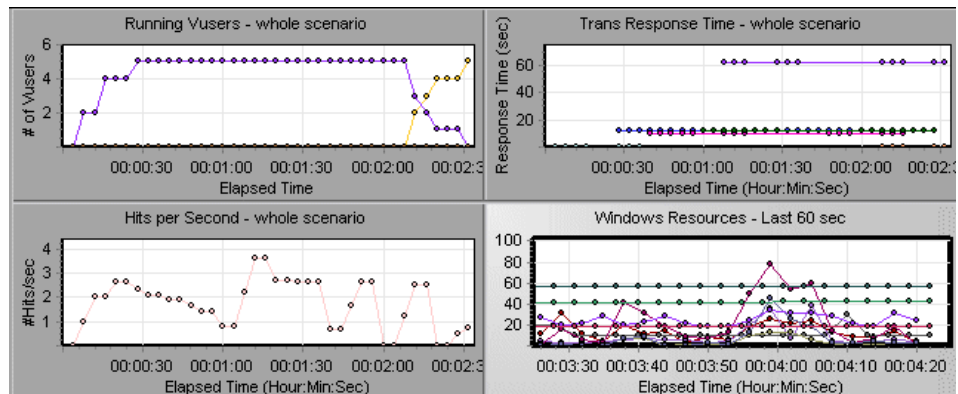 Running Vusers - whole scenario
# of Vusers
6
4
2
00:00:30 00:01:00 00:01:30 00:02:00 00:02:3
Elapsed Time
Trans Response Time - whole scenario
Response Time (sec)
60
40
20
00:00:30 00:01:00 00:01:30 00:02:00 00:02:3
Elapsed Time (Hour:Min:Sec)
Hits per Second - whole scenario
#Hits/sec
4
3
2
1
00:00:30 00:01:00 00:01:30 00:02:00 00:02:3
Elapsed Time (Hour:Min:Sec)
Windows Resources - Last 60 sec
100
80
60
40
20
00:03:30 00:03:40 00:03:50 00:04:00 00:04:10 00:04:20
Elapsed Time (Hour:Min:Sec)